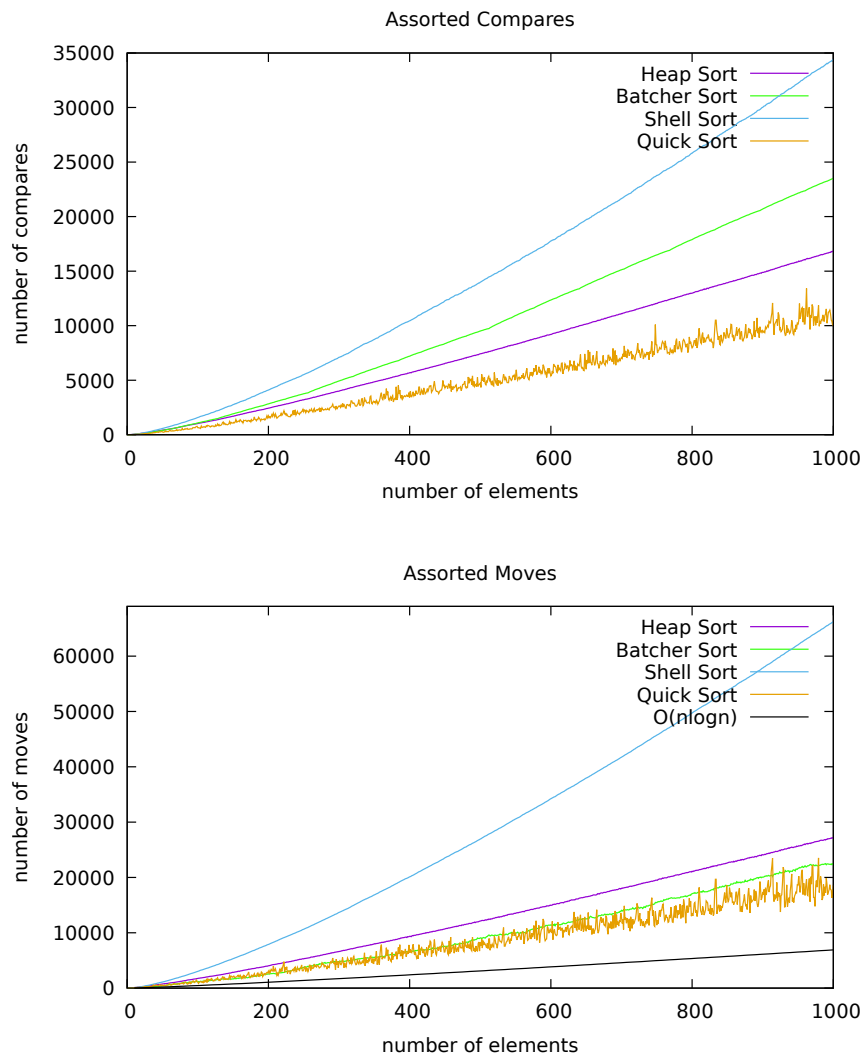 Assorted Compares
35000
30000
25000
20000
15000
10000
5000
0
number of compares
Heap Sort
Batcher Sort
Shell Sort
Quick Sort
0 200 400 600 800 1000
number of elements
Assorted Moves
60000
50000
40000
30000
20000
10000
0
number of moves
Heap Sort
Batcher Sort
Shell Sort
Quick Sort
O(nlogn)
0 200 400 600 800 1000
number of elements